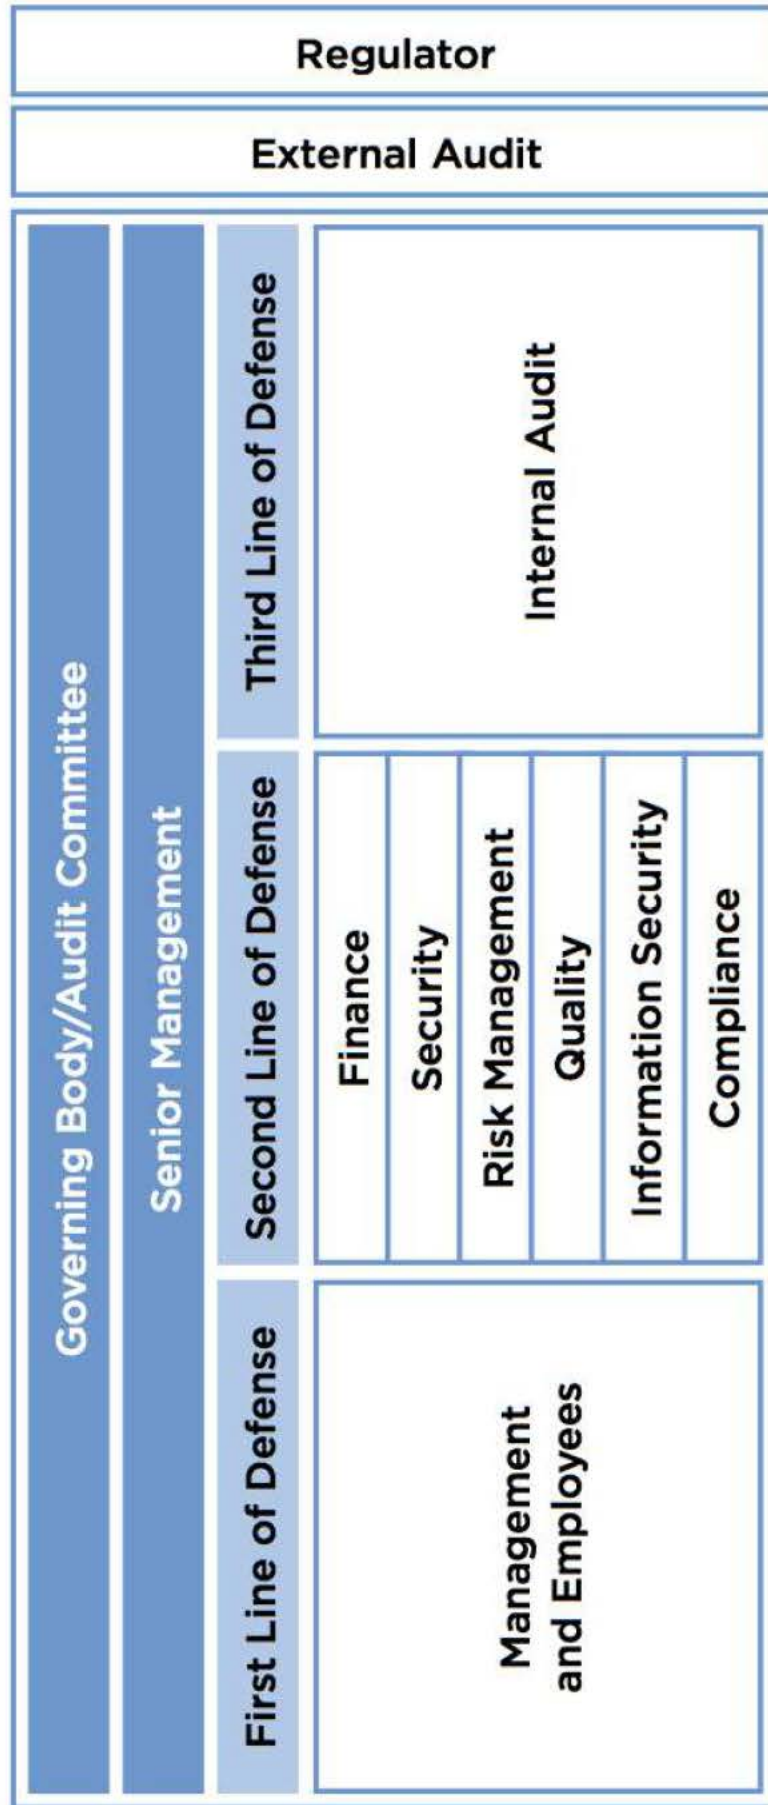 Governing Body/Audit Committee
Senior Management
First Line of Defense
Management
and Employees
Second Line of Defense
Finance
Security
Risk Management
Quality
Information Security
Compliance
Third Line of Defense
Internal Audit
External Audit
Regulator